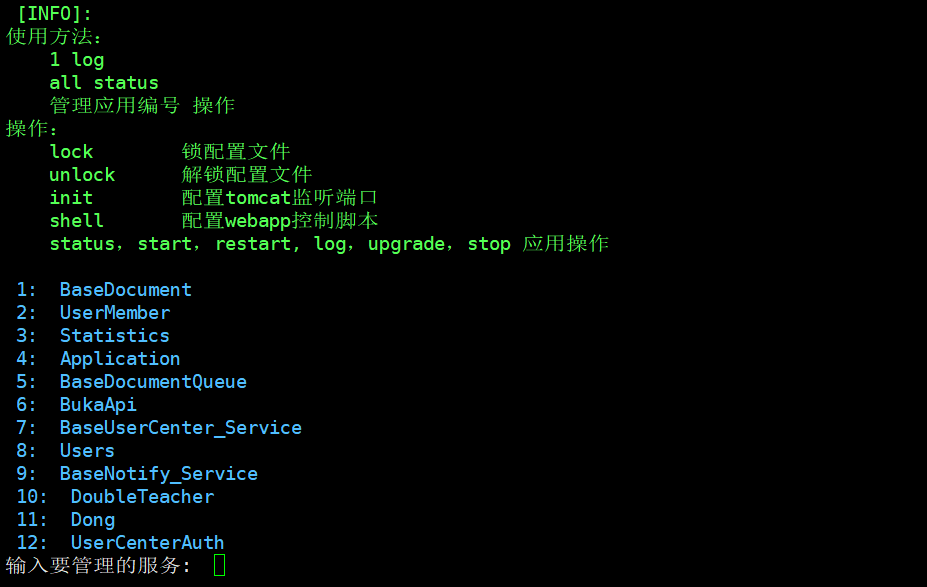 [INFO]:
使用方法:
1 log
all status
管理应用编号 操作
操作:
lock 锁配置文件
unlock 解锁配置文件
init 配置tomcat监听端口
shell 配置webapp控制脚本
status, start, restart, log, upgrade, stop 应用操作
1: BaseDocument
2: UserMember
3: Statistics
4: Application
5: BaseDocumentQueue
6: BukaApi
7: BaseUserCenter_Service
8: Users
9: BaseNotify_Service
10: DoubleTeacher
11: Dong
12: UserCenterAuth
输入要管理的服务: